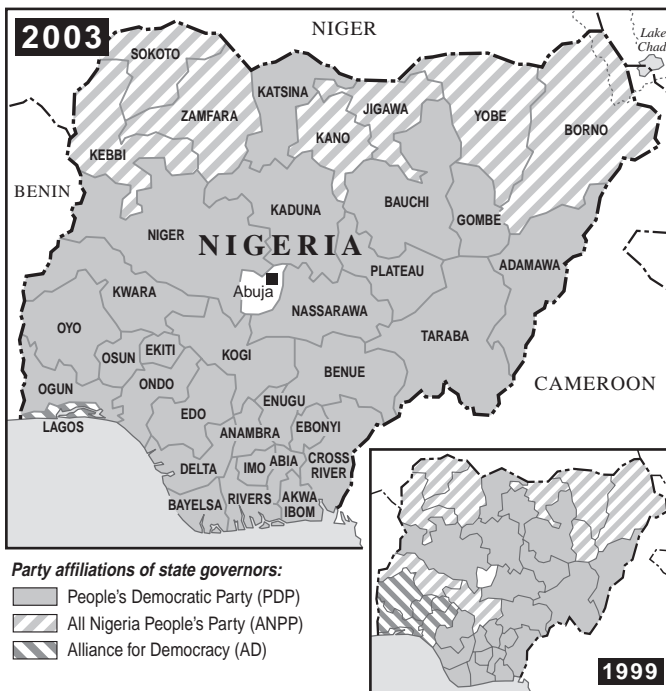 2003
NIGER
Lake
Chad
SOKOTO
KATSINA
ZAMFARA
JIGAWA
YOBE
BORNO
KANO
KEBBI
BENIN
BAUCHI
KADUNA
GOMBE
NIGER
NIGERIA
ADAMAWA
PLATEAU
Abuja
KWARA
NASSARAWA
OYO
TARABA
OSUN
EKITI
KOGI
BENUE
CAMEROON
OGUN
ONDO
ENUGU
EDO
LAGOS
ANAMBRA
EBONYI
DELTA
IMO
ABIA
CROSS
RIVER
BAYELSA
RIVERS
AKWA
IBOM
Party affiliations of state governors:
People's Democratic Party (PDP)
All Nigeria People's Party (ANPP)
Alliance for Democracy (AD)
1999